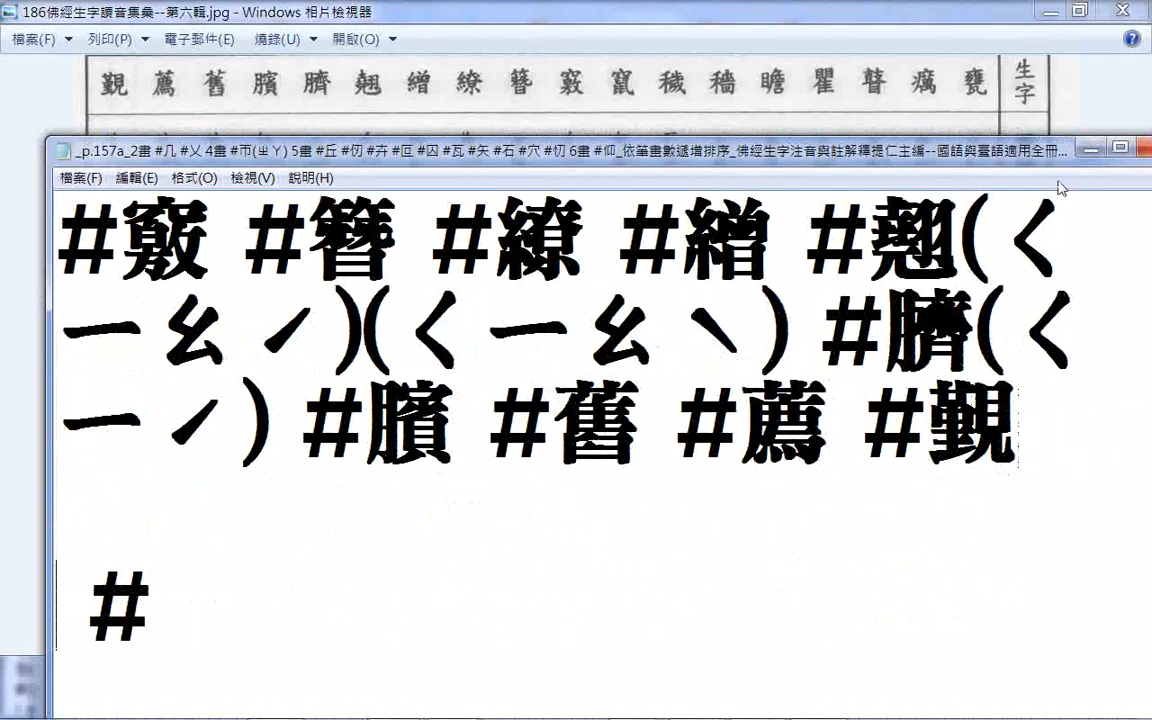 186佛經生字讀音集彙--第六輯.jpg - Windows 相片檢視器
檔案(F) 列印(P) 電子郵件(E) 燒錄(U) 開啟(O)
覲 薦 舊 臏 臍 翹 繒 繚 簪 竅 竄 穢 穡 瞻 瞿 瞽 癘 甕 生字
_p.157a_2畫 #几 #乂 4畫 #帀(ㄓㄚ) 5畫 #丘 #仞 #卉 #叵 #囚 #瓦 #矢 #石 #穴 #忉 6畫 #仰_依筆畫數遞增排序_佛經生字注音與註解釋提仁主編--國語與臺語適用全冊...
檔案(F) 編輯(E) 格式(O) 檢視(V) 說明(H)
#竅 #簪 #繚 #繒 #翹(ㄑ
ㄧㄠˊ)(ㄑㄧㄠˋ) #臍(ㄑ
ㄧˊ) #臏 #舊 #薦 #覲
#